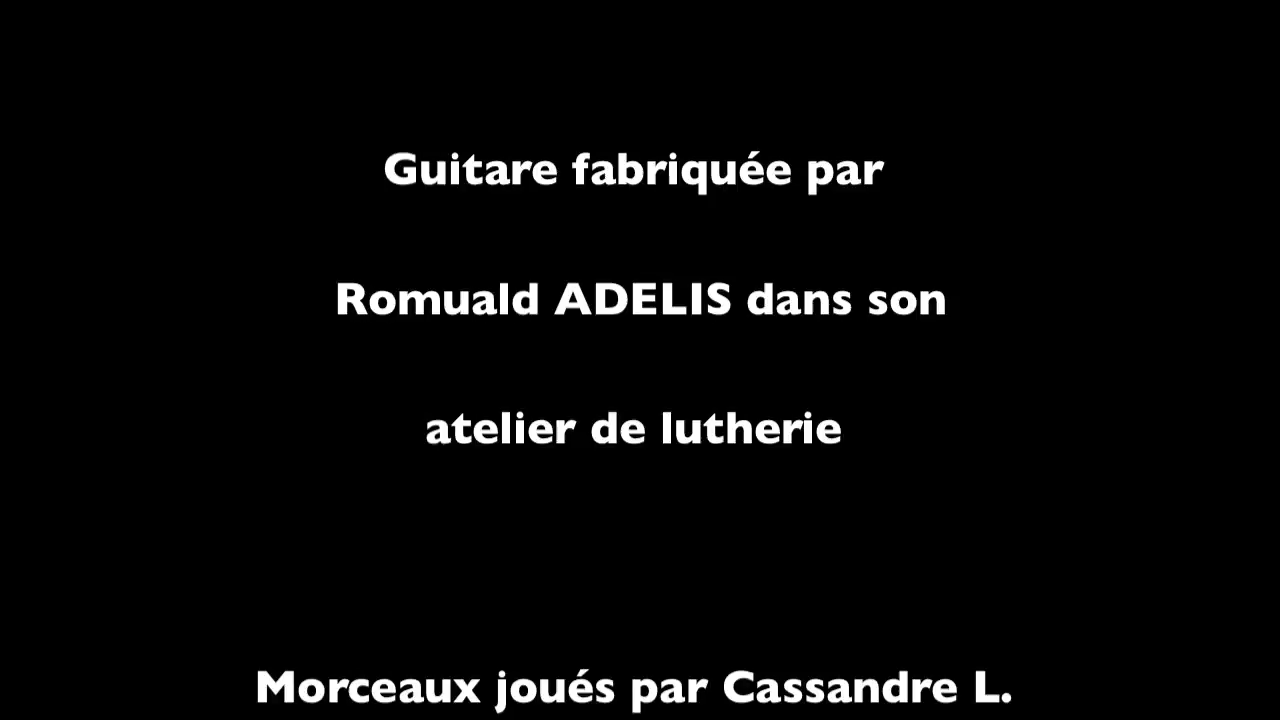 Guitare fabriquée par
Romuald ADELIS dans son
atelier de lutherie
Morceaux joués par Cassandre L.